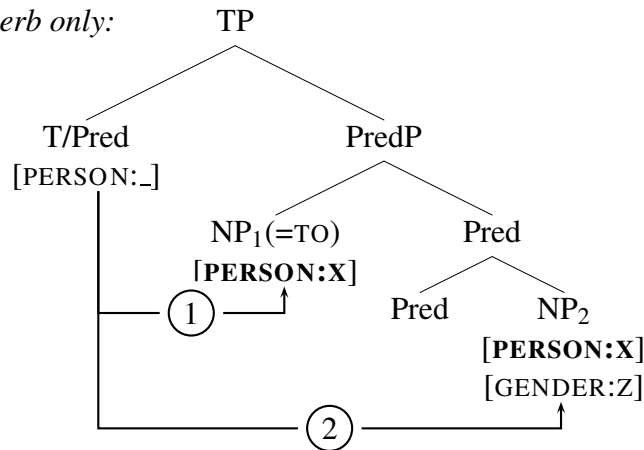 erb only:
TP
T/Pred PredP
[PERSON:_]
NP₁(=TO) Pred
[PERSON:X]
Pred NP₂
1
[PERSON:X]
[GENDER:Z]
2